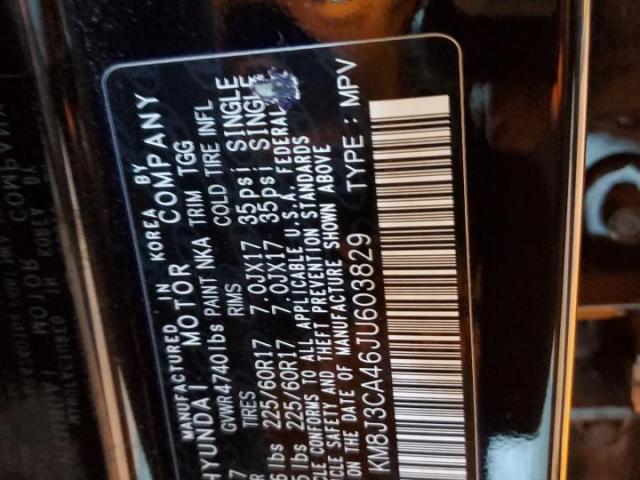 MANUFACTURED IN KOREA BY
HYUNDAI MOTOR COMPANY
GVWR 4740lbs PAINT NKA TRIM TGG
TIRES RIMS COLD TIRE INFL
lbs 225/60R17 7.0JX17 35psi SINGLE
lbs 225/60R17 7.0JX17 35psi SINGLE
CONFORMS TO ALL APPLICABLE U.S.A. FEDERAL
SAFETY AND THEFT PREVENTION STANDARDS
ON THE DATE OF MANUFACTURE SHOWN ABOVE
KM8J3CA46JU603829 TYPE : MPV